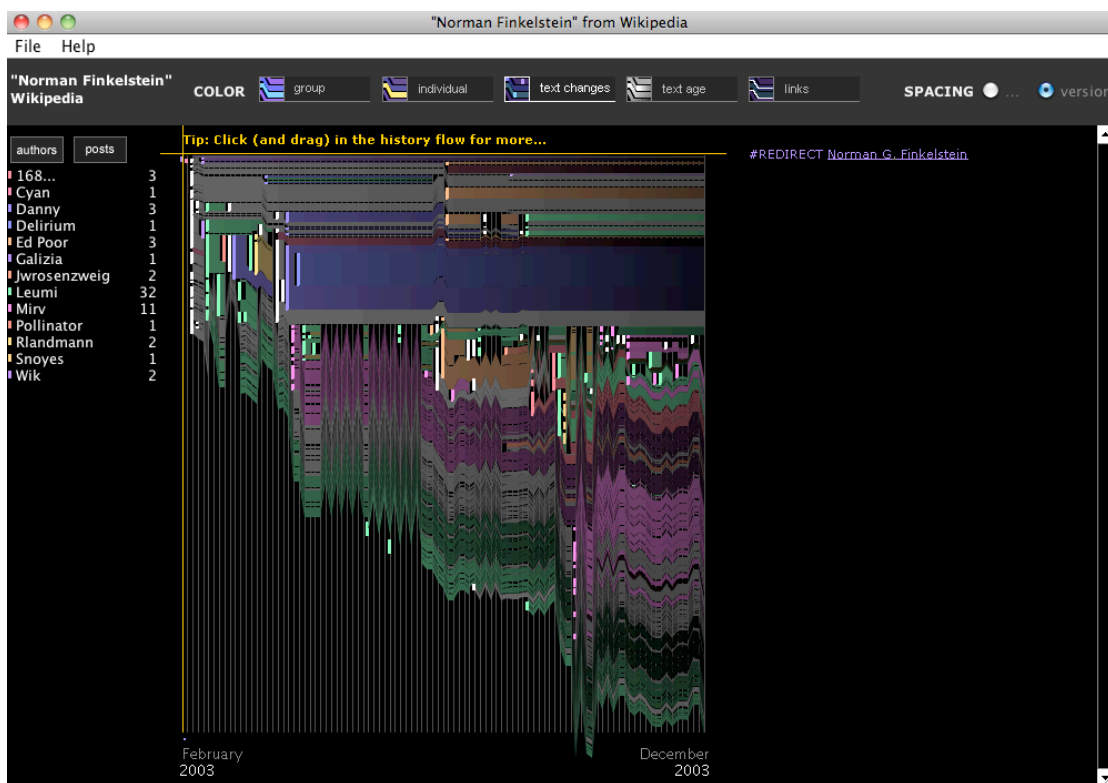 "Norman Finkelstein" from Wikipedia
File Help
"Norman Finkelstein"
Wikipedia
COLOR group individual text changes text age links SPACING ... version
Tip: Click (and drag) in the history flow for more...
authors posts
#REDIRECT Norman G. Finkelstein
168... 3
Cyan 1
Danny 3
Delirium 1
Ed Poor 3
Galizia 1
Jwrosenzweig 2
Leumi 32
Mirv 11
Pollinator 1
Rlandmann 2
Snoyes 1
Wik 2
February December
2003 2003